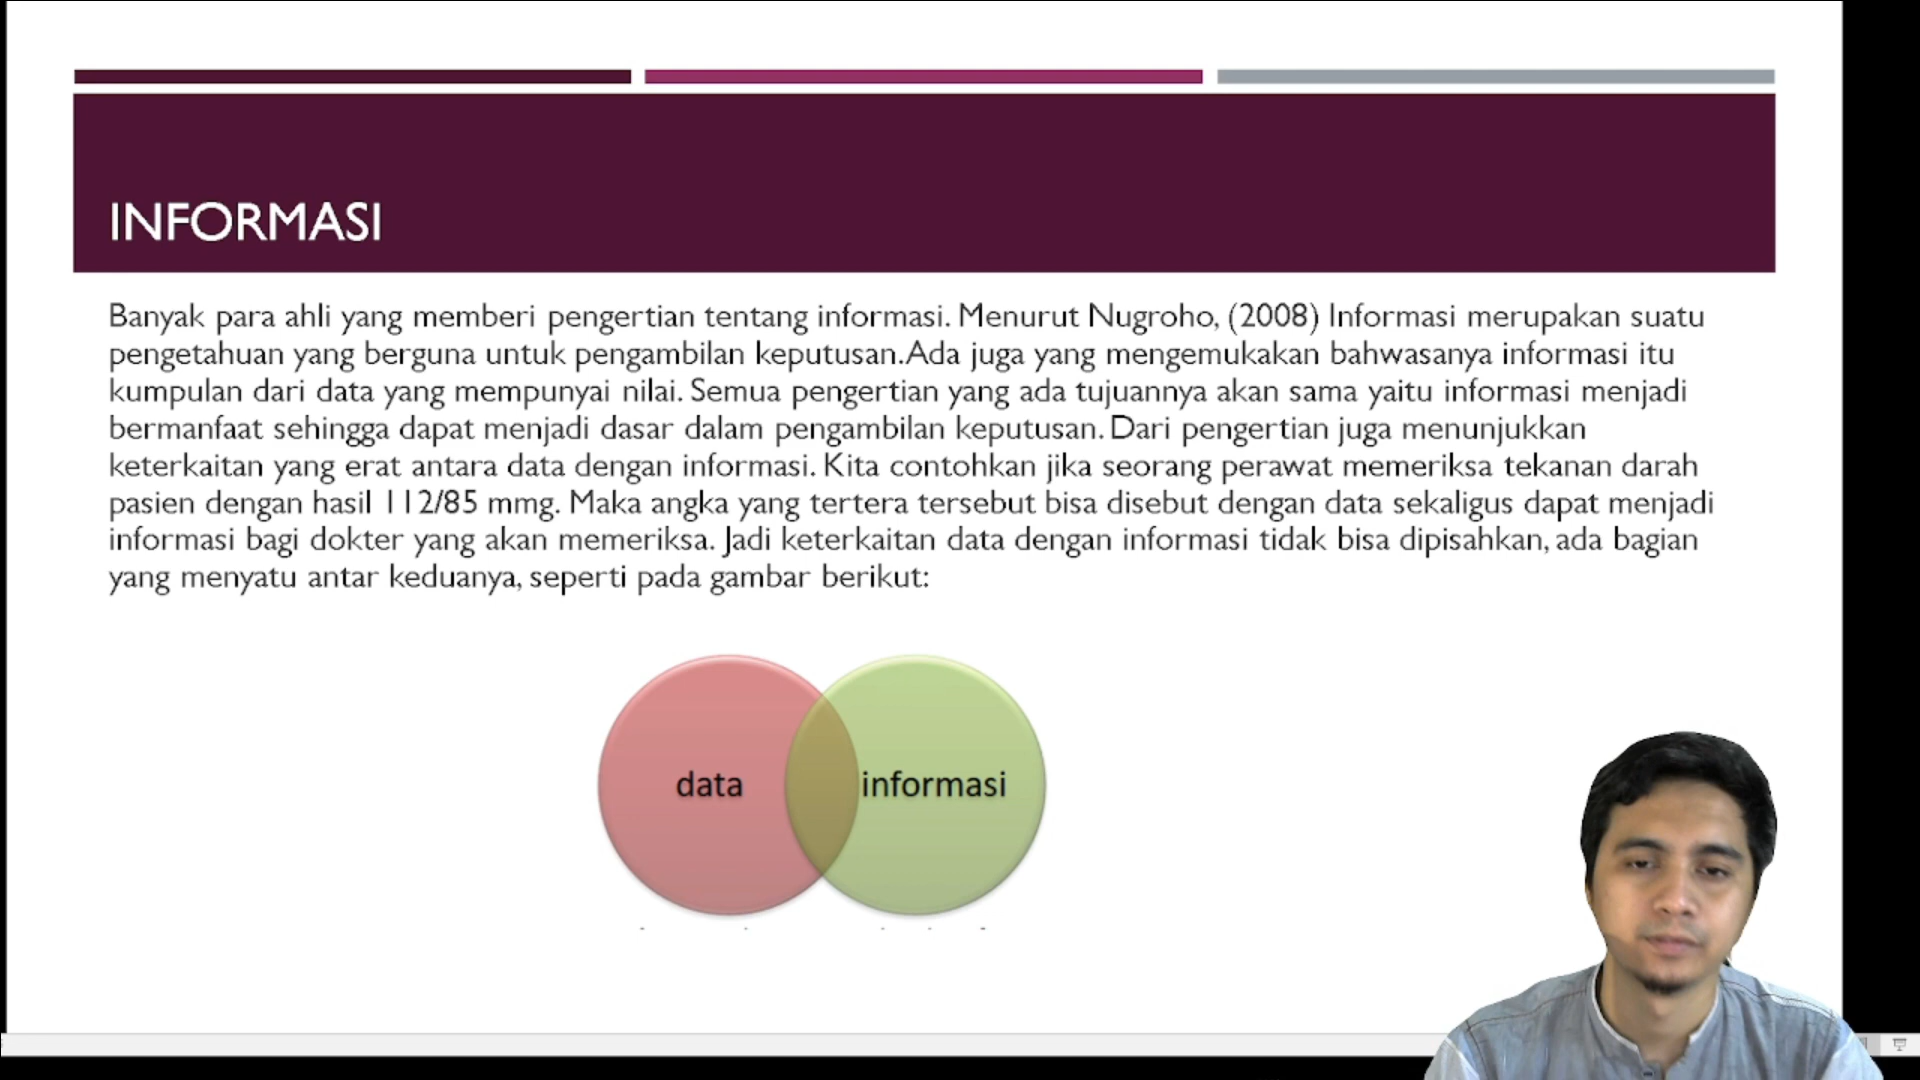 INFORMASI
Banyak para ahli yang memberi pengertian tentang informasi. Menurut Nugroho, (2008) Informasi merupakan suatu
pengetahuan yang berguna untuk pengambilan keputusan. Ada juga yang mengemukakan bahwasanya informasi itu
kumpulan dari data yang mempunyai nilai. Semua pengertian yang ada tujuannya akan sama yaitu informasi menjadi
bermanfaat sehingga dapat menjadi dasar dalam pengambilan keputusan. Dari pengertian juga menunjukkan
keterkaitan yang erat antara data dengan informasi. Kita contohkan jika seorang perawat memeriksa tekanan darah
pasien dengan hasil 112/85 mmg. Maka angka yang tertera tersebut bisa disebut dengan data sekaligus dapat menjadi
informasi bagi dokter yang akan memeriksa. Jadi keterkaitan data dengan informasi tidak bisa dipisahkan, ada bagian
yang menyatu antar keduanya, seperti pada gambar berikut:
data
informasi